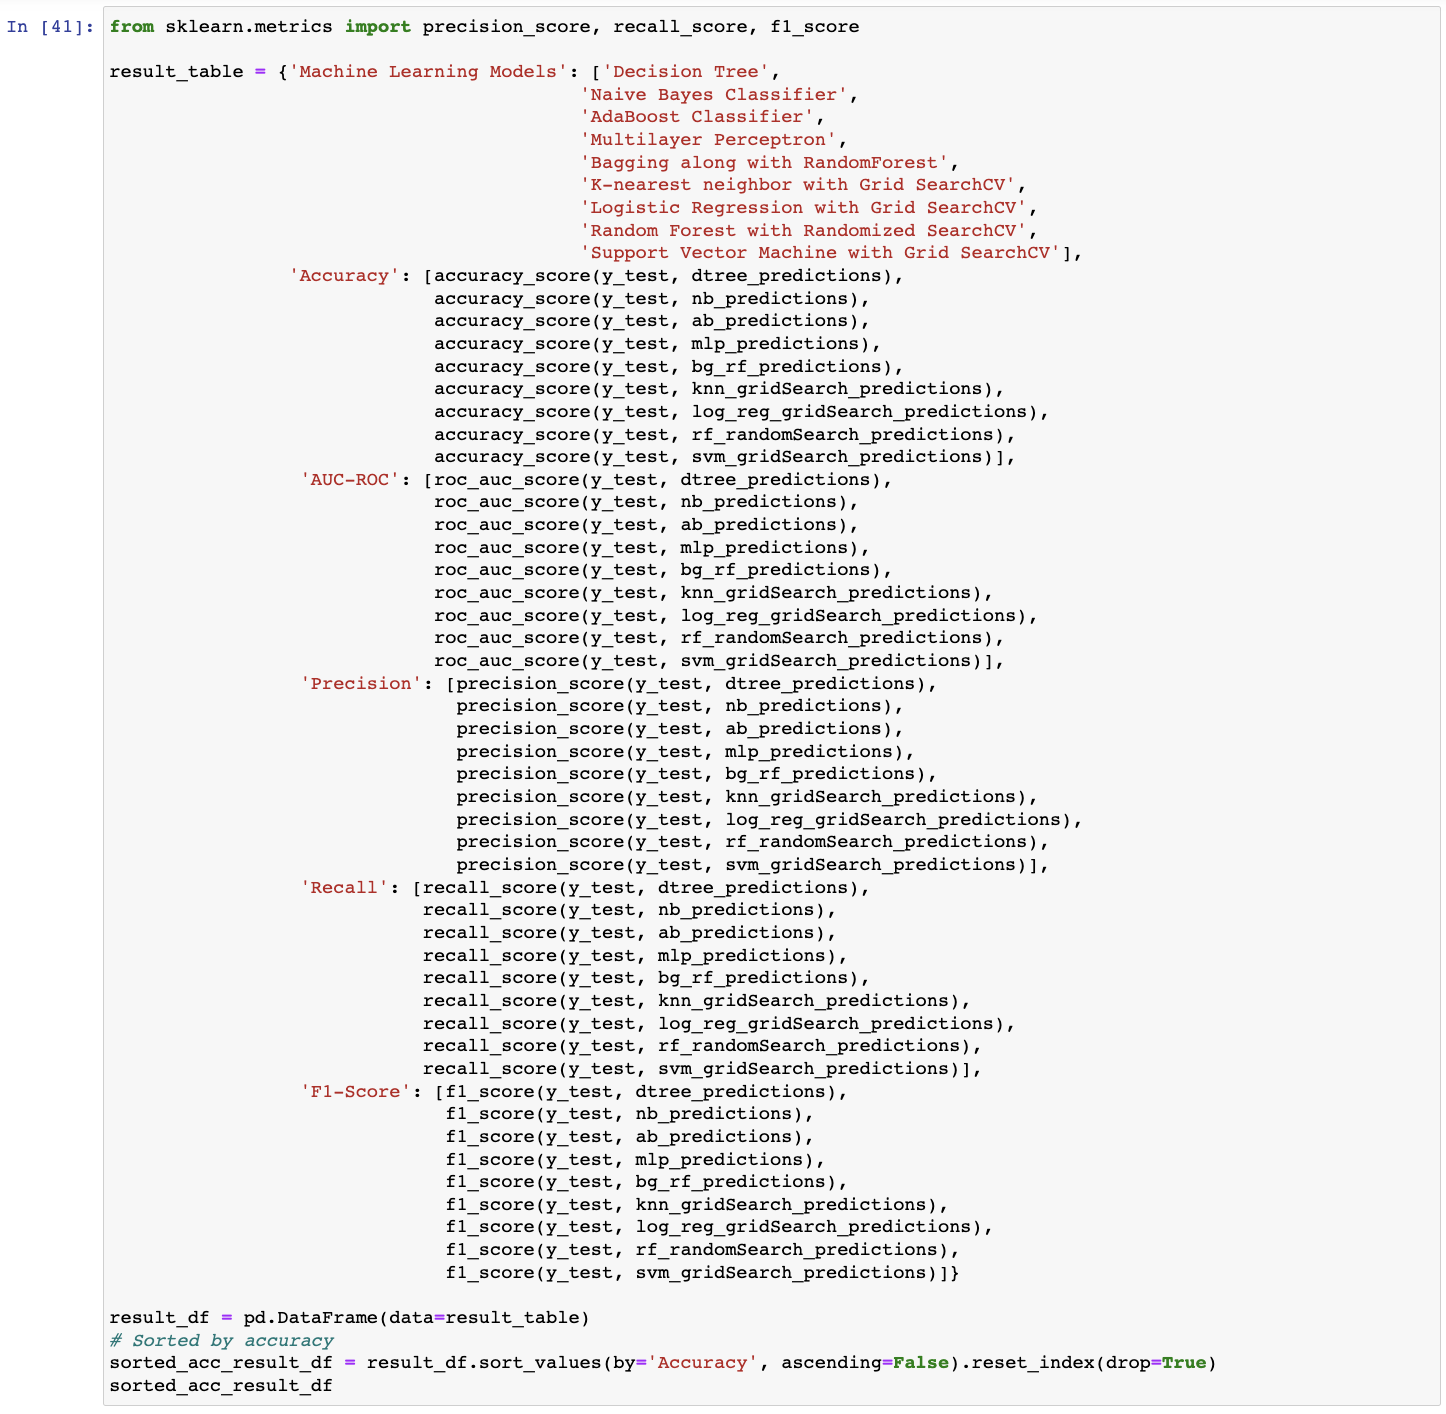 In [41]: from sklearn.metrics import precision_score, recall_score, f1_score
result_table = {'Machine Learning Models': ['Decision Tree',
'Naive Bayes Classifier',
'AdaBoost Classifier',
'Multilayer Perceptron',
'Bagging along with RandomForest',
'K-nearest neighbor with Grid SearchCV',
'Logistic Regression with Grid SearchCV',
'Random Forest with Randomized SearchCV',
'Support Vector Machine with Grid SearchCV'],
'Accuracy': [accuracy_score(y_test, dtree_predictions),
accuracy_score(y_test, nb_predictions),
accuracy_score(y_test, ab_predictions),
accuracy_score(y_test, mlp_predictions),
accuracy_score(y_test, bg_rf_predictions),
accuracy_score(y_test, knn_gridSearch_predictions),
accuracy_score(y_test, log_reg_gridSearch_predictions),
accuracy_score(y_test, rf_randomSearch_predictions),
accuracy_score(y_test, svm_gridSearch_predictions)],
'AUC-ROC': [roc_auc_score(y_test, dtree_predictions),
roc_auc_score(y_test, nb_predictions),
roc_auc_score(y_test, ab_predictions),
roc_auc_score(y_test, mlp_predictions),
roc_auc_score(y_test, bg_rf_predictions),
roc_auc_score(y_test, knn_gridSearch_predictions),
roc_auc_score(y_test, log_reg_gridSearch_predictions),
roc_auc_score(y_test, rf_randomSearch_predictions),
roc_auc_score(y_test, svm_gridSearch_predictions)],
'Precision': [precision_score(y_test, dtree_predictions),
precision_score(y_test, nb_predictions),
precision_score(y_test, ab_predictions),
precision_score(y_test, mlp_predictions),
precision_score(y_test, bg_rf_predictions),
precision_score(y_test, knn_gridSearch_predictions),
precision_score(y_test, log_reg_gridSearch_predictions),
precision_score(y_test, rf_randomSearch_predictions),
precision_score(y_test, svm_gridSearch_predictions)],
'Recall': [recall_score(y_test, dtree_predictions),
recall_score(y_test, nb_predictions),
recall_score(y_test, ab_predictions),
recall_score(y_test, mlp_predictions),
recall_score(y_test, bg_rf_predictions),
recall_score(y_test, knn_gridSearch_predictions),
recall_score(y_test, log_reg_gridSearch_predictions),
recall_score(y_test, rf_randomSearch_predictions),
recall_score(y_test, svm_gridSearch_predictions)],
'F1-Score': [f1_score(y_test, dtree_predictions),
f1_score(y_test, nb_predictions),
f1_score(y_test, ab_predictions),
f1_score(y_test, mlp_predictions),
f1_score(y_test, bg_rf_predictions),
f1_score(y_test, knn_gridSearch_predictions),
f1_score(y_test, log_reg_gridSearch_predictions),
f1_score(y_test, rf_randomSearch_predictions),
f1_score(y_test, svm_gridSearch_predictions)]}
result_df = pd.DataFrame(data=result_table)
# Sorted by accuracy
sorted_acc_result_df = result_df.sort_values(by='Accuracy', ascending=False).reset_index(drop=True)
sorted_acc_result_df